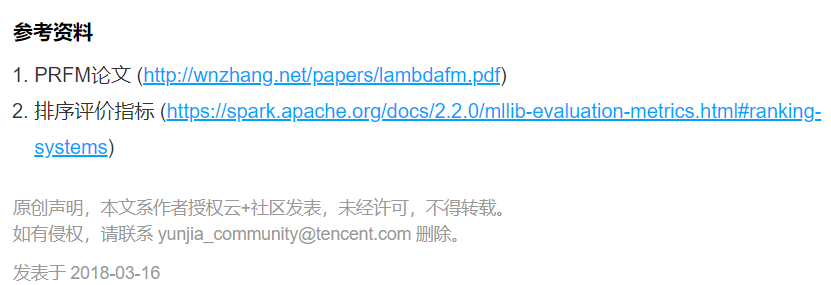 参考资料
1. PRFM论文 (http://wnzhang.net/papers/lambdafm.pdf)
2. 排序评价指标 (https://spark.apache.org/docs/2.2.0/mllib-evaluation-metrics.html#ranking-
systems)
原创声明，本文系作者授权云+社区发表，未经许可，不得转载。
如有侵权，请联系 yunjia_community@tencent.com 删除。
发表于 2018-03-16